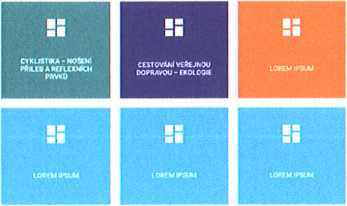 CYKLISTIKA – NOŠENÍ
PŘILEB A REFLEXNÍCH
PRVKŮ
CESTOVÁNÍ VEŘEJNOU
DOPRAVOU – EKOLOGIE
LOREM IPSUM
LOREM IPSUM
LOREM IPSUM
LOREM IPSUM